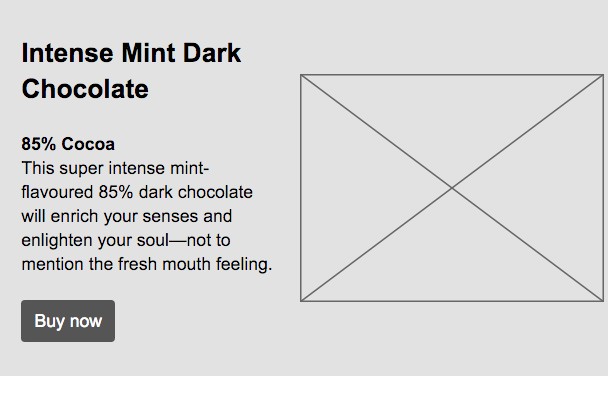 Intense Mint Dark
Chocolate
85% Cocoa
This super intense mint-
flavoured 85% dark chocolate
will enrich your senses and
enlighten your soul—not to
mention the fresh mouth feeling.
Buy now